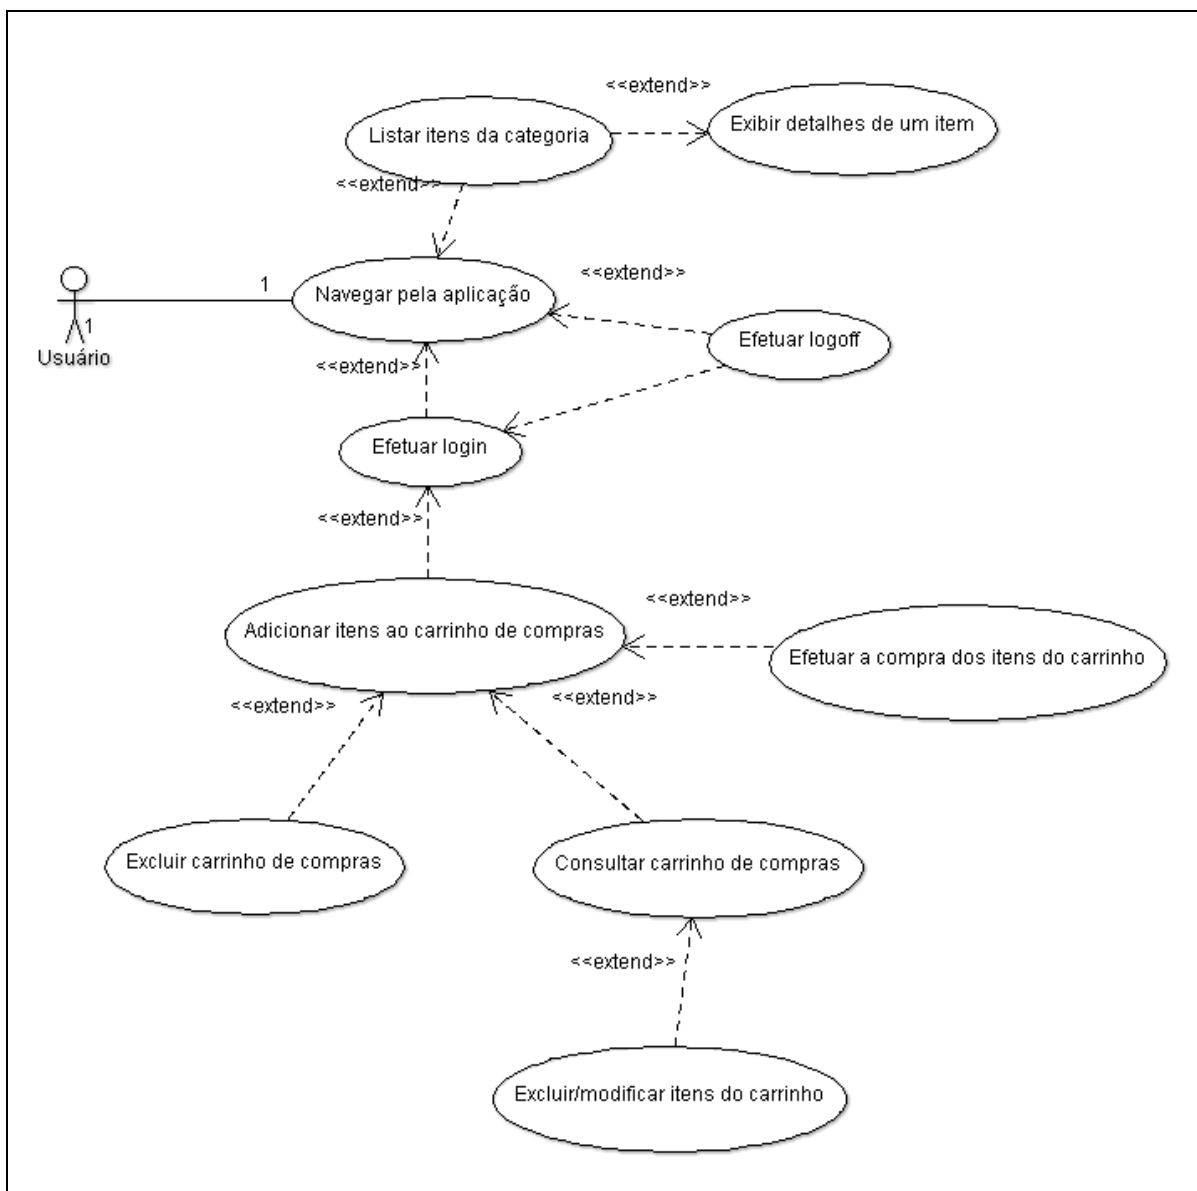 <<extend>>
Listar itens da categoria
Exibir detalhes de um item
<<extend>>
<<extend>>
1
Navegar pela aplicação
1
Usuário
Efetuar logoff
<<extend>>
Efetuar login
<<extend>>
<<extend>>
Adicionar itens ao carrinho de compras
Efetuar a compra dos itens do carrinho
<<extend>>
<<extend>>
Excluir carrinho de compras
Consultar carrinho de compras
<<extend>>
Excluir/modificar itens do carrinho